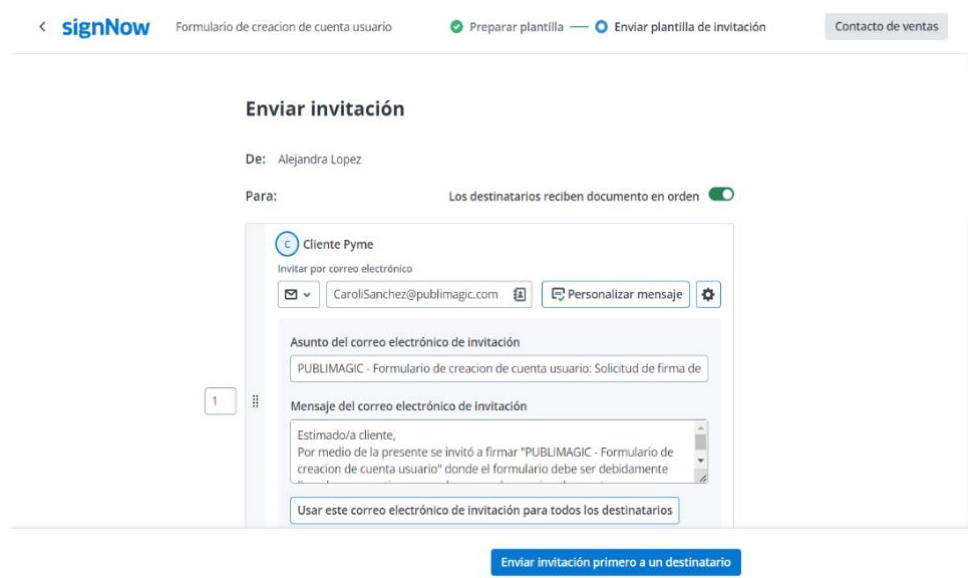 signNow
Formulario de creacion de cuenta usuario
Preparar plantilla
Enviar plantilla de invitación
Contacto de ventas
Enviar invitación
De: Alejandra Lopez
Para:
Los destinatarios reciben documento en orden
C Cliente Pyme
Invitar por correo electrónico
CaroliSanchez@publimagic.com
Personalizar mensaje
Asunto del correo electrónico de invitación
PUBLIMAGIC - Formulario de creacion de cuenta usuario: Solicitud de firma de
1
Mensaje del correo electrónico de invitación
Estimado/a cliente,
Por medio de la presente se invitó a firmar "PUBLIMAGIC - Formulario de
creacion de cuenta usuario" donde el formulario debe ser debidamente
Usar este correo electrónico de invitación para todos los destinatarios
Enviar invitación primero a un destinatario